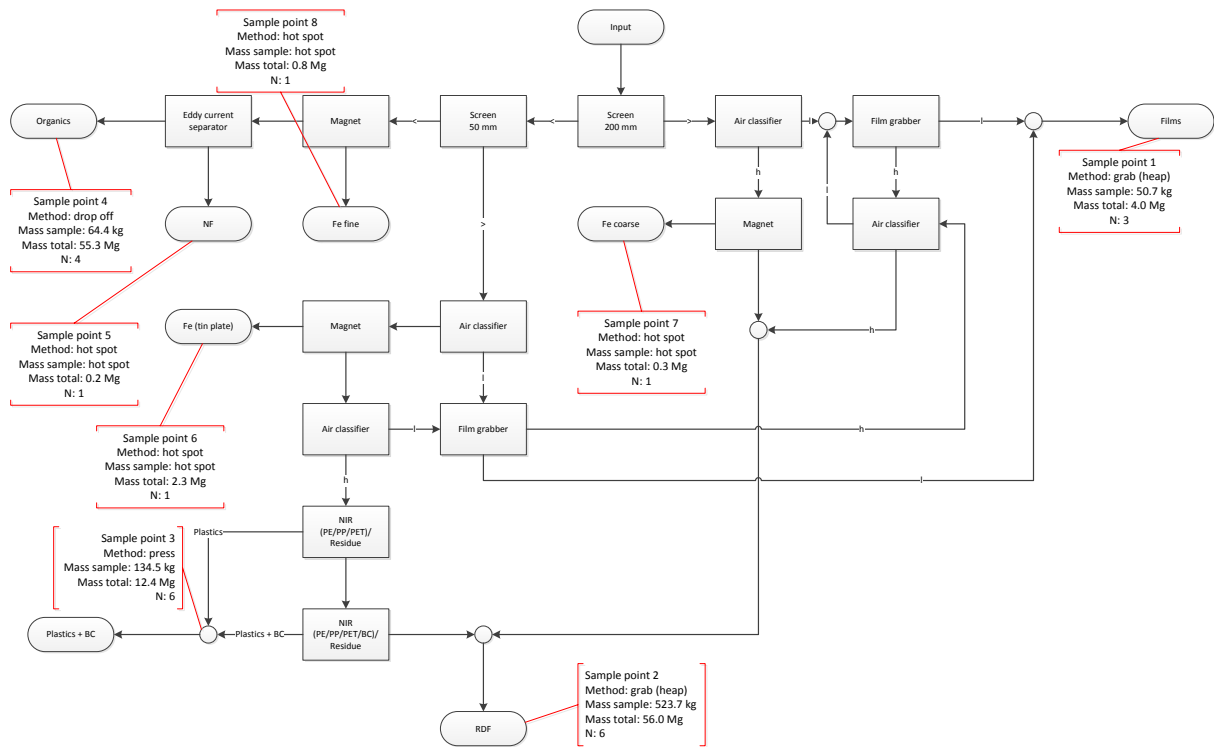 Sample point 8
Method: hot spot
Mass sample: hot spot
Mass total: 0.8 Mg
N: 1
Input
Organics
Eddy current
separator
Magnet
<
Screen
50 mm
<
Screen
200 mm
>
Air classifier
l
Film grabber
l
Films
Sample point 1
Method: grab (heap)
Mass sample: 50.7 kg
Mass total: 4.0 Mg
N: 3
h
h
l
Sample point 4
Method: drop off
Mass sample: 64.4 kg
Mass total: 55.3 Mg
N: 4
NF
Fe fine
>
Fe coarse
Magnet
Air classifier
Sample point 5
Method: hot spot
Mass sample: hot spot
Mass total: 0.2 Mg
N: 1
Fe (tin plate)
Magnet
Air classifier
h
Sample point 7
Method: hot spot
Mass sample: hot spot
Mass total: 0.3 Mg
N: 1
l
Sample point 6
Method: hot spot
Mass sample: hot spot
Mass total: 2.3 Mg
N: 1
Air classifier
l
Film grabber
h
h
l
Sample point 3
Method: press
Mass sample: 134.5 kg
Mass total: 12.4 Mg
N: 6
Plastics
NIR
(PE/PP/PET)/
Residue
Plastics + BC
Plastics + BC
NIR
(PE/PP/PET/BC)/
Residue
RDF
Sample point 2
Method: grab (heap)
Mass sample: 523.7 kg
Mass total: 56.0 Mg
N: 6